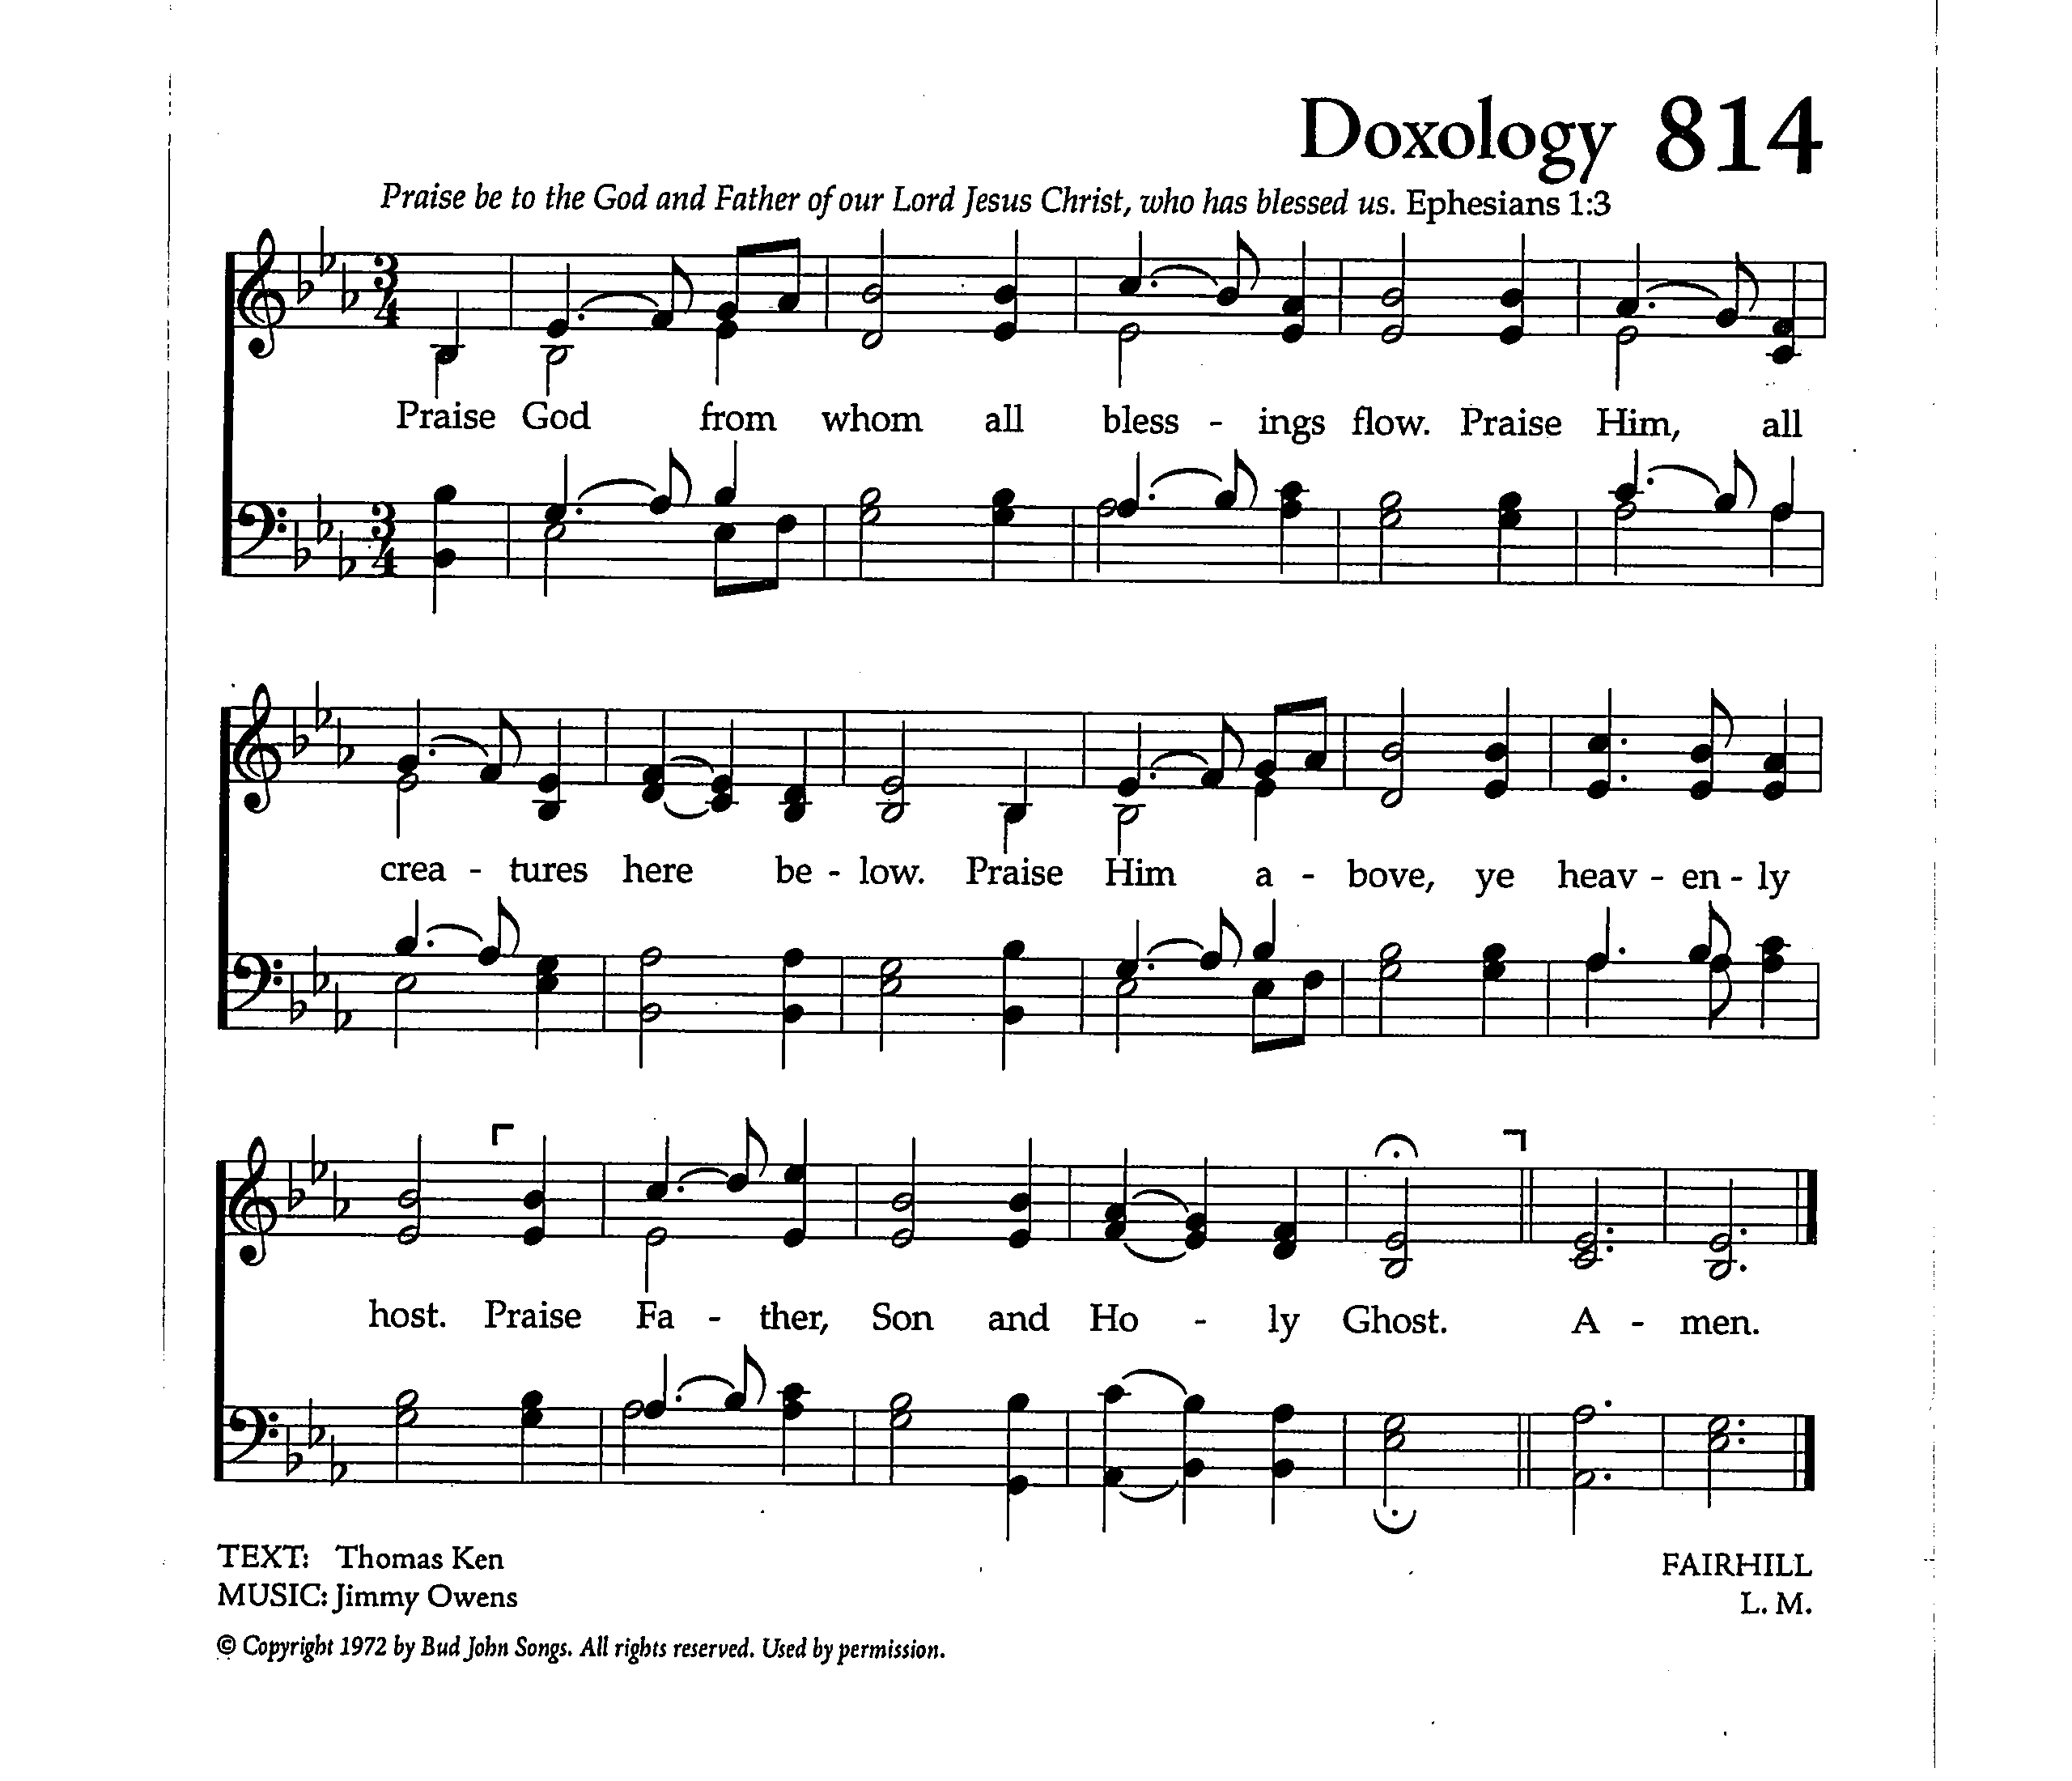 Doxology 814
Praise be to the God and Father of our Lord Jesus Christ, who has blessed us. Ephesians 1:3
3
4
Praise God from whom all bless - ings flow. Praise Him, all
3
4
crea - tures here be - low. Praise Him a - bove, ye heav - en - ly
host. Praise Fa - ther, Son and Ho - ly Ghost. A - men.
TEXT: Thomas Ken
FAIRHILL
MUSIC: Jimmy Owens
L. M.
© Copyright 1972 by Bud John Songs. All rights reserved. Used by permission.